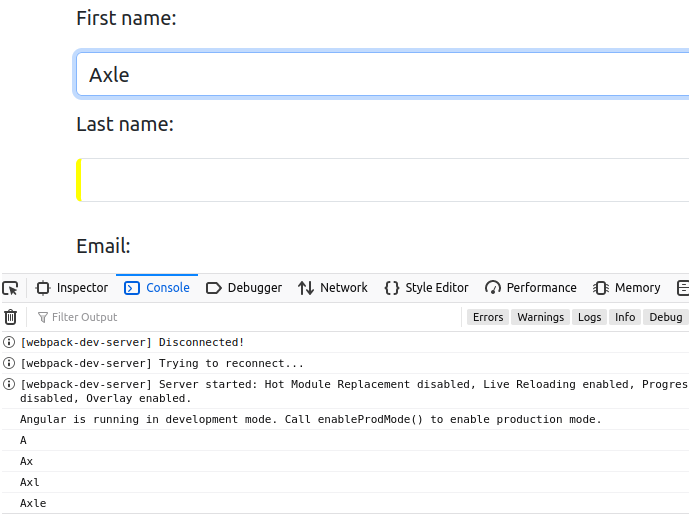 First name:
Axle
Last name:
Email:
Inspector Console Debugger Network Style Editor Performance Memory
Filter Output Errors Warnings Logs Info Debug
[webpack-dev-server] Disconnected!
[webpack-dev-server] Trying to reconnect...
[webpack-dev-server] Server started: Hot Module Replacement disabled, Live Reloading enabled, Progres
disabled, Overlay enabled.
Angular is running in development mode. Call enableProdMode() to enable production mode.
A
Ax
Axl
Axle